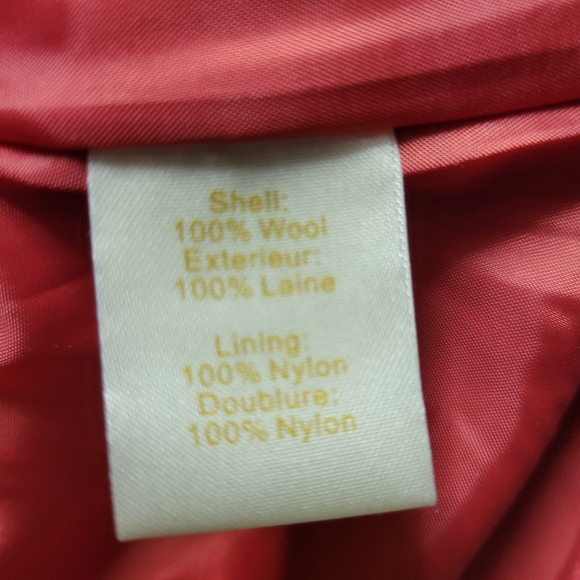 Shell:
100% Wool
Exterieur:
100% Laine
Lining:
100% Nylon
Doublure:
100% Nylon